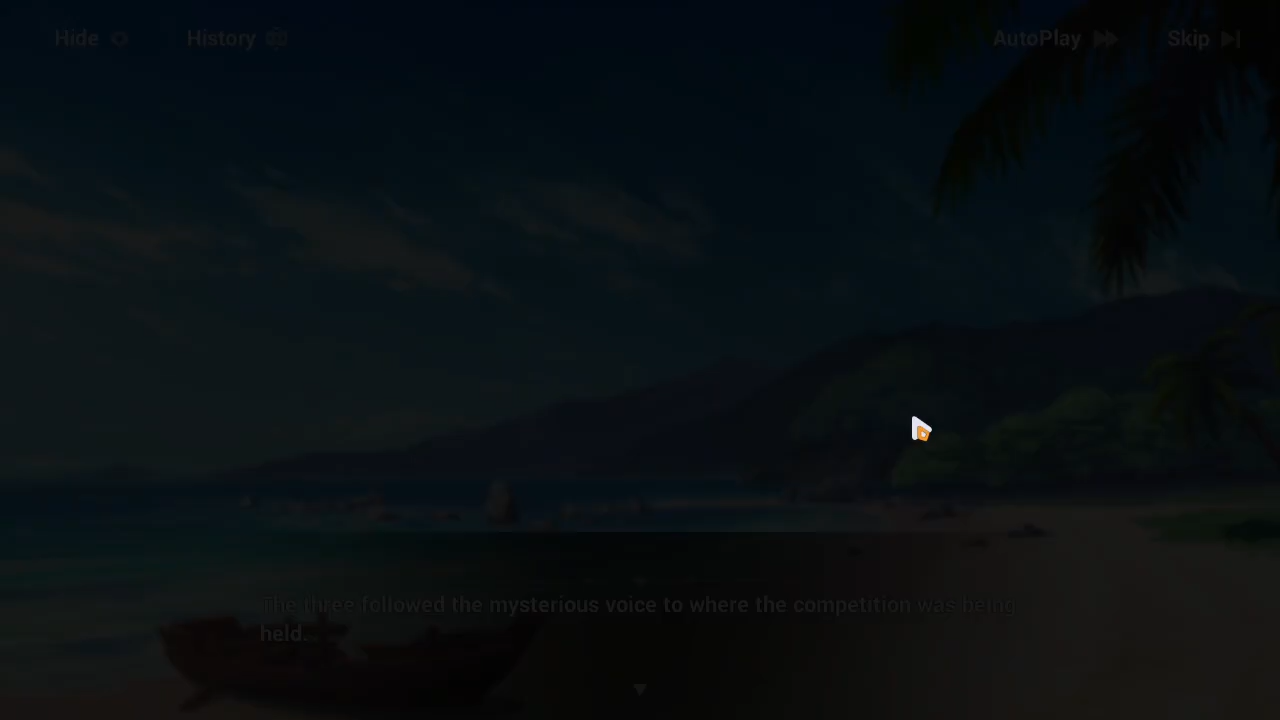 Hide
History
AutoPlay
Skip
The three followed the mysterious voice to where the competition was being
held.